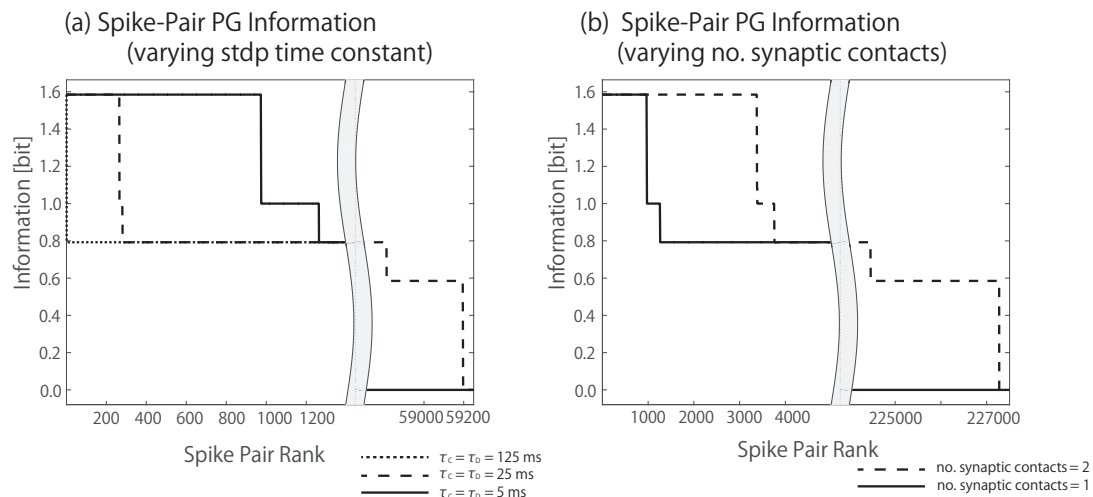 (a) Spike-Pair PG Information
(varying stdp time constant)
Information [bit]
1.6
1.4
1.2
1.0
0.8
0.6
0.4
0.2
0.0
200 400 600 800 1000 1200 59000 59200
Spike Pair Rank
τC = τD = 125 ms
τC = τD = 25 ms
τC = τD = 5 ms
(b) Spike-Pair PG Information
(varying no. synaptic contacts)
Information [bit]
1.6
1.4
1.2
1.0
0.8
0.6
0.4
0.2
0.0
1000 2000 3000 4000 225000 227000
Spike Pair Rank
no. synaptic contacts = 2
no. synaptic contacts = 1